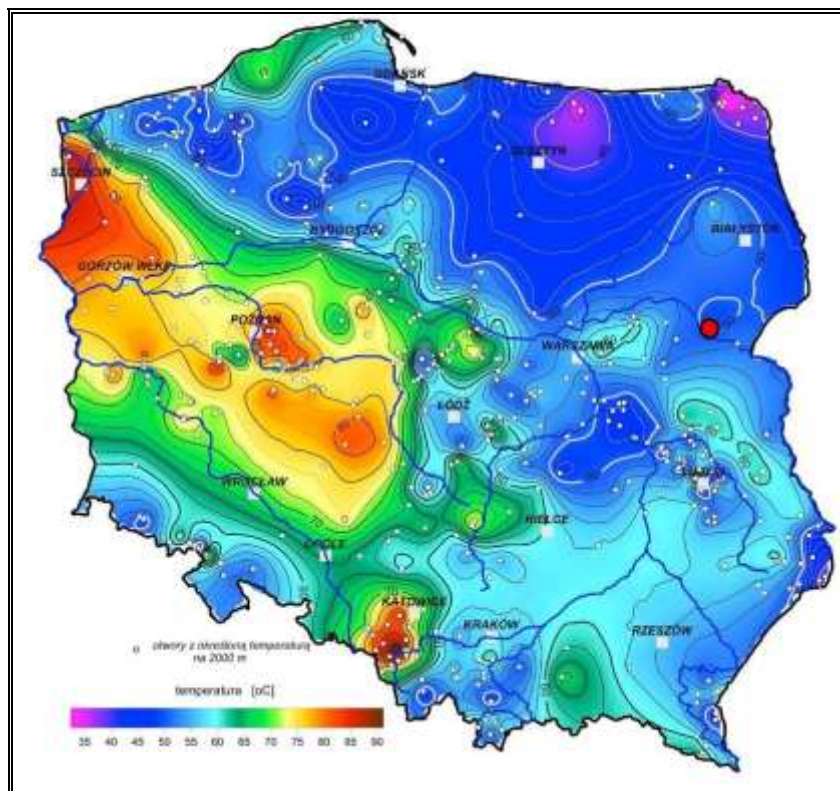 GDAŃSK
OLSZTYN
SZCZECIN
BYDGOSZCZ
BIAŁYSTOK
GORZÓW WLKP.
POZNAŃ
WARSZAWA
ŁÓDŹ
WROCŁAW
KIELCE
OPOLE
KATOWICE
KRAKÓW
RZESZÓW
otwory z określoną temperaturą
na 2000 m
temperatura [oC]
35 40 45 50 55 60 65 70 75 80 85 90